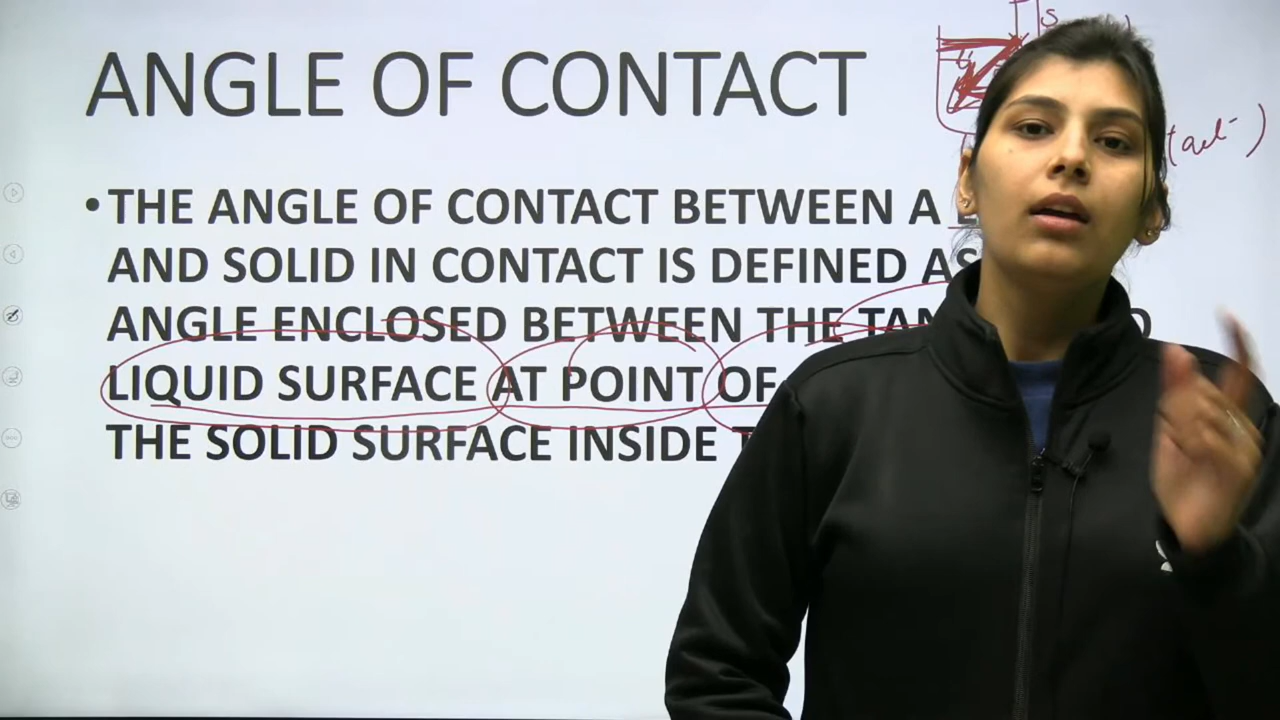 ANGLE OF CONTACT
S
• THE ANGLE OF CONTACT BETWEEN A
AND SOLID IN CONTACT IS DEFINED AS
ANGLE ENCLOSED BETWEEN THE
LIQUID SURFACE AT POINT OF
THE SOLID SURFACE INSIDE